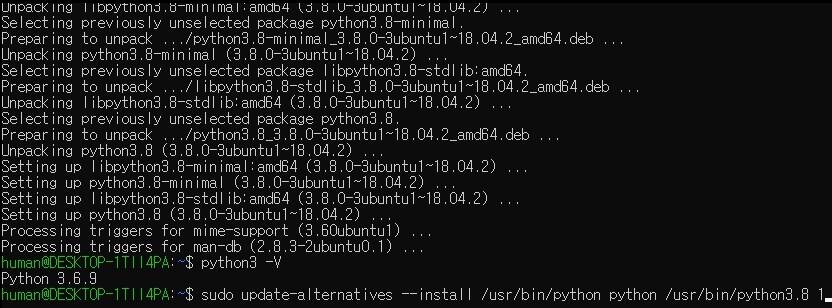 Unpacking libpython3.8-minimal:amd64 (3.8.0-3ubuntu1~18.04.2) ...
Selecting previously unselected package python3.8-minimal.
Preparing to unpack .../python3.8-minimal_3.8.0-3ubuntu1~18.04.2_amd64.deb ...
Unpacking python3.8-minimal (3.8.0-3ubuntu1~18.04.2) ...
Selecting previously unselected package libpython3.8-stdlib:amd64.
Preparing to unpack .../libpython3.8-stdlib_3.8.0-3ubuntu1~18.04.2_amd64.deb ...
Unpacking libpython3.8-stdlib:amd64 (3.8.0-3ubuntu1~18.04.2) ...
Selecting previously unselected package python3.8.
Preparing to unpack .../python3.8_3.8.0-3ubuntu1~18.04.2_amd64.deb ...
Unpacking python3.8 (3.8.0-3ubuntu1~18.04.2) ...
Setting up libpython3.8-minimal:amd64 (3.8.0-3ubuntu1~18.04.2) ...
Setting up python3.8-minimal (3.8.0-3ubuntu1~18.04.2) ...
Setting up libpython3.8-stdlib:amd64 (3.8.0-3ubuntu1~18.04.2) ...
Setting up python3.8 (3.8.0-3ubuntu1~18.04.2) ...
Processing triggers for mime-support (3.60ubuntu1) ...
Processing triggers for man-db (2.8.3-2ubuntu0.1) ...
human@DESKTOP-1TII4PA:~$ python3 -V
Python 3.6.9
human@DESKTOP-1TII4PA:~$ sudo update-alternatives --install /usr/bin/python python /usr/bin/python3.8 1